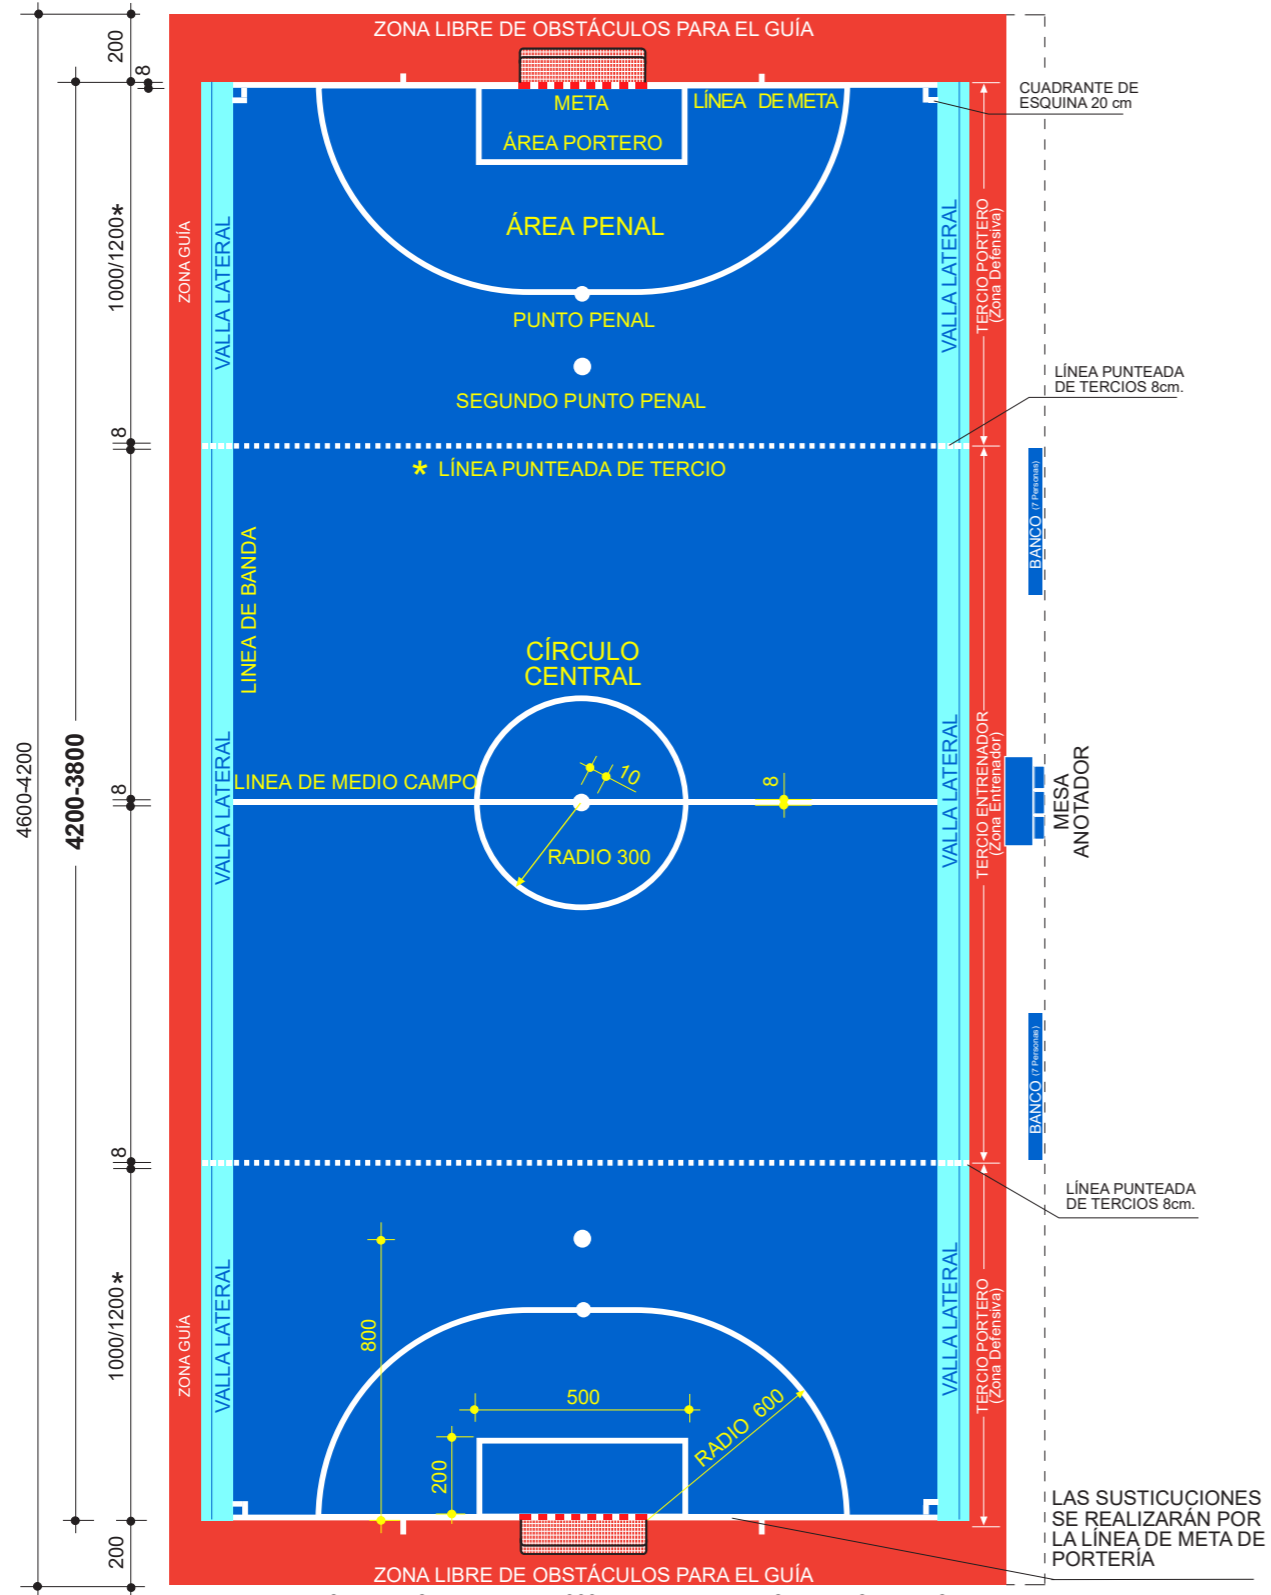 ZONA LIBRE DE OBSTÁCULOS PARA EL GUÍA
200
8
META
LÍNEA DE META
CUADRANTE DE
ESQUINA 20 cm
ÁREA PORTERO
ÁREA PENAL
1000/1200*
ZONA GUÍA
VALLA LATERAL
VALLA LATERAL
TERCIO PORTERO
(Zona Defensiva)
PUNTO PENAL
SEGUNDO PUNTO PENAL
LÍNEA PUNTEADA
DE TERCIOS 8cm.
8
* LÍNEA PUNTEADA DE TERCIO
BANCO (7 Personas)
LINEA DE BANDA
CÍRCULO
CENTRAL
4600-4200
4200-3800
8
VALLA LATERAL
LINEA DE MEDIO CAMPO
10
8
RADIO 300
VALLA LATERAL
TERCIO ENTRENADOR
(Zona Entrenador)
MESA
ANOTADOR
BANCO (7 Personas)
8
LÍNEA PUNTEADA
DE TERCIOS 8cm.
1000/1200*
ZONA GUÍA
VALLA LATERAL
800
500
200
RADIO 600
VALLA LATERAL
TERCIO PORTERO
(Zona Defensiva)
LAS SUSTICUCIONES
SE REALIZARÁN POR
LA LÍNEA DE META DE
PORTERÍA
200
ZONA LIBRE DE OBSTÁCULOS PARA EL GUÍA